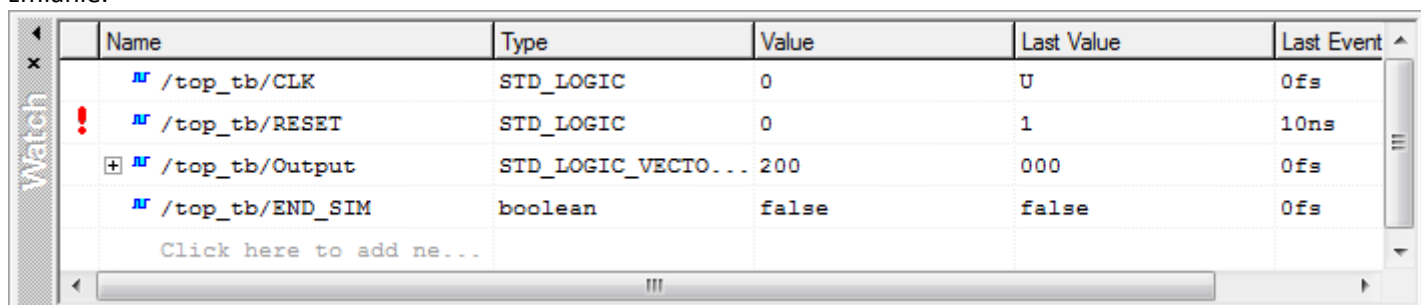 Name Type Value Last Value Last Event
/top_tb/CLK STD_LOGIC 0 U 0fs
! /top_tb/RESET STD_LOGIC 0 1 10ns
/top_tb/Output STD_LOGIC_VECTO... 200 000 0fs
/top_tb/END_SIM boolean false false 0fs
Click here to add ne...
Watch